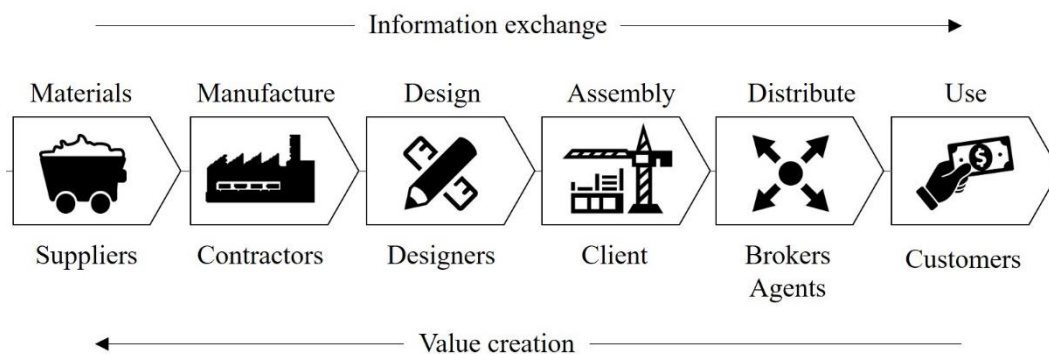 Information exchange
Materials Manufacture Design Assembly Distribute Use
$
Suppliers Contractors Designers Client Brokers Agents Customers
Value creation